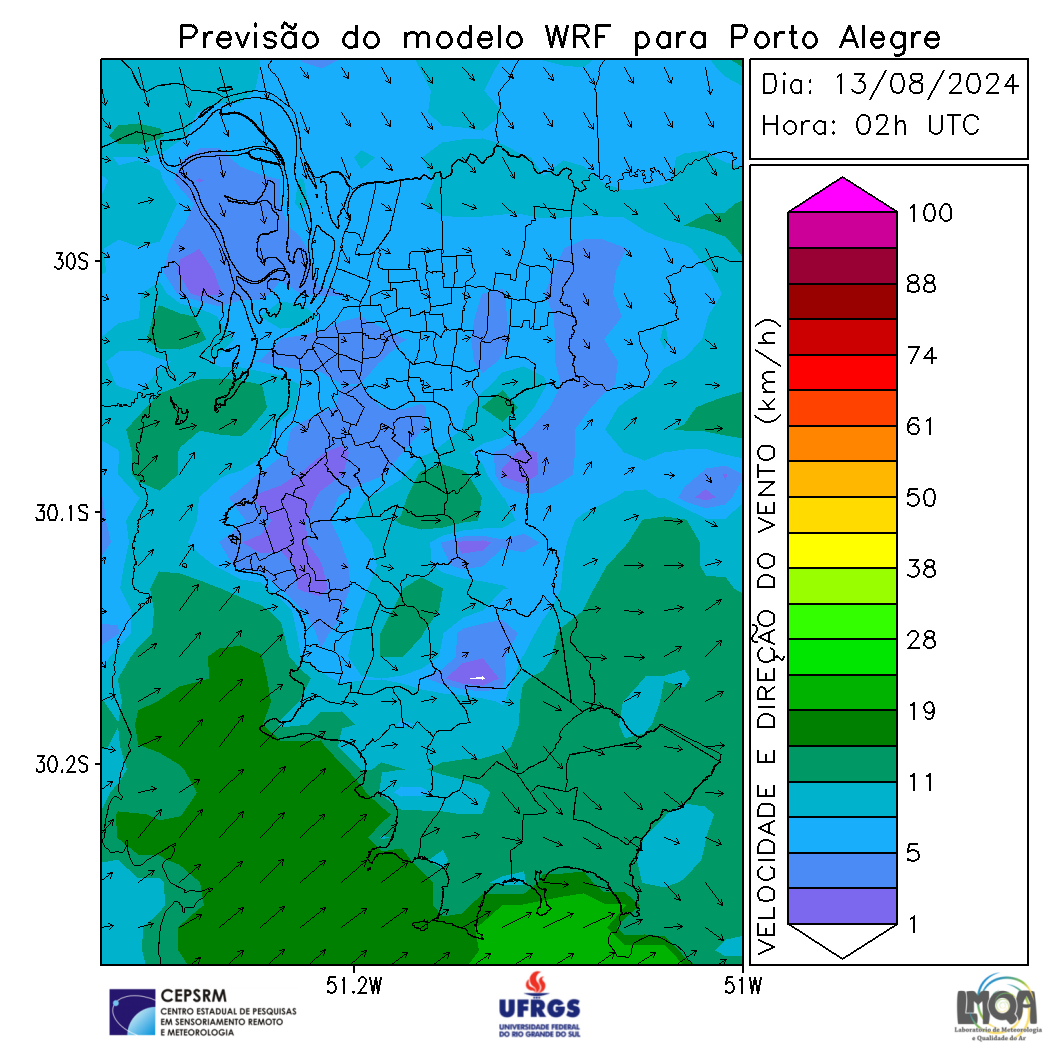 Previsão do modelo WRF para Porto Alegre
Dia: 13/08/2024
Hora: 02h UTC
30S
30.1S
30.2S
51.2W
51W
VELOCIDADE E DIREÇÃO DO VENTO (km/h)
100
88
74
61
50
38
28
19
11
5
1
CEPSRM
CENTRO ESTADUAL DE PESQUISAS
EM SENSORIAMENTO REMOTO
E METEOROLOGIA
UFRGS
UNIVERSIDADE FEDERAL
DO RIO GRANDE DO SUL
LMQA
Laboratório de Meteorologia
e Qualidade do Ar